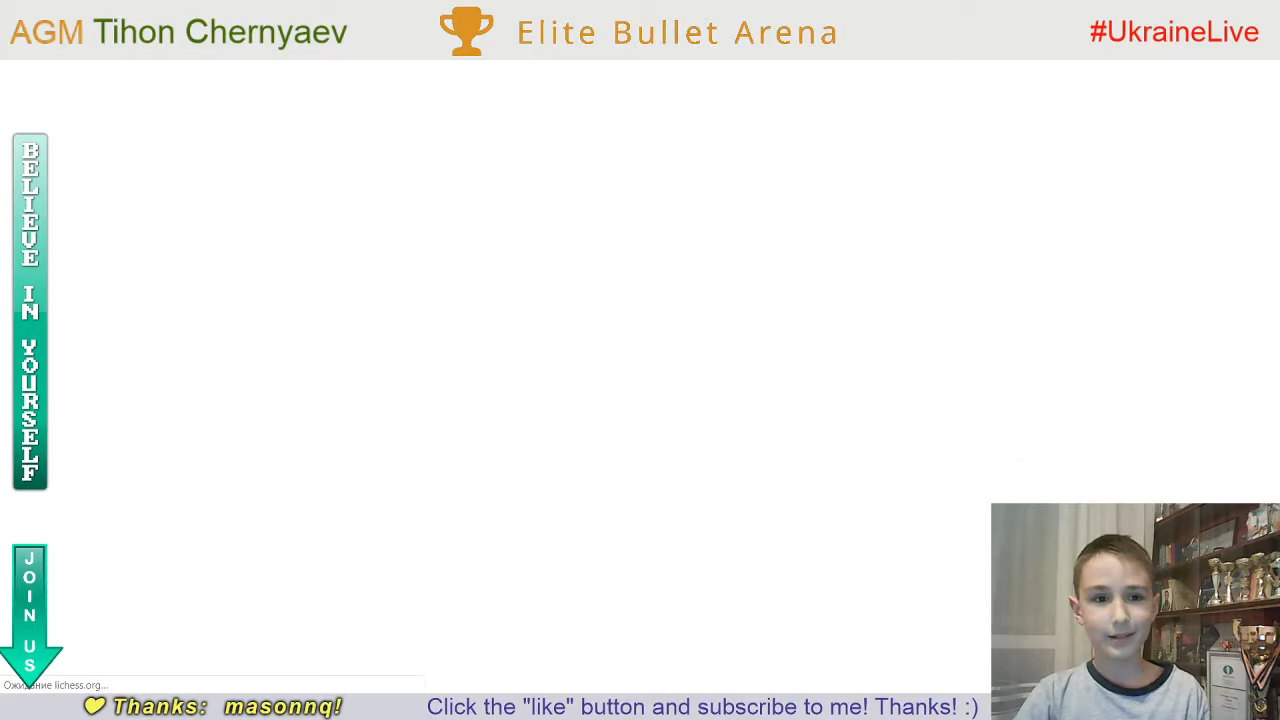 AGM Tihon Chernyaev
Elite Bullet Arena
#UkraineLive
BELIEVE IN YOURSELF
JOIN US
Ожидание lichess.org...
Thanks: masonnq!
Click the "like" button and subscribe to me! Thanks! :)